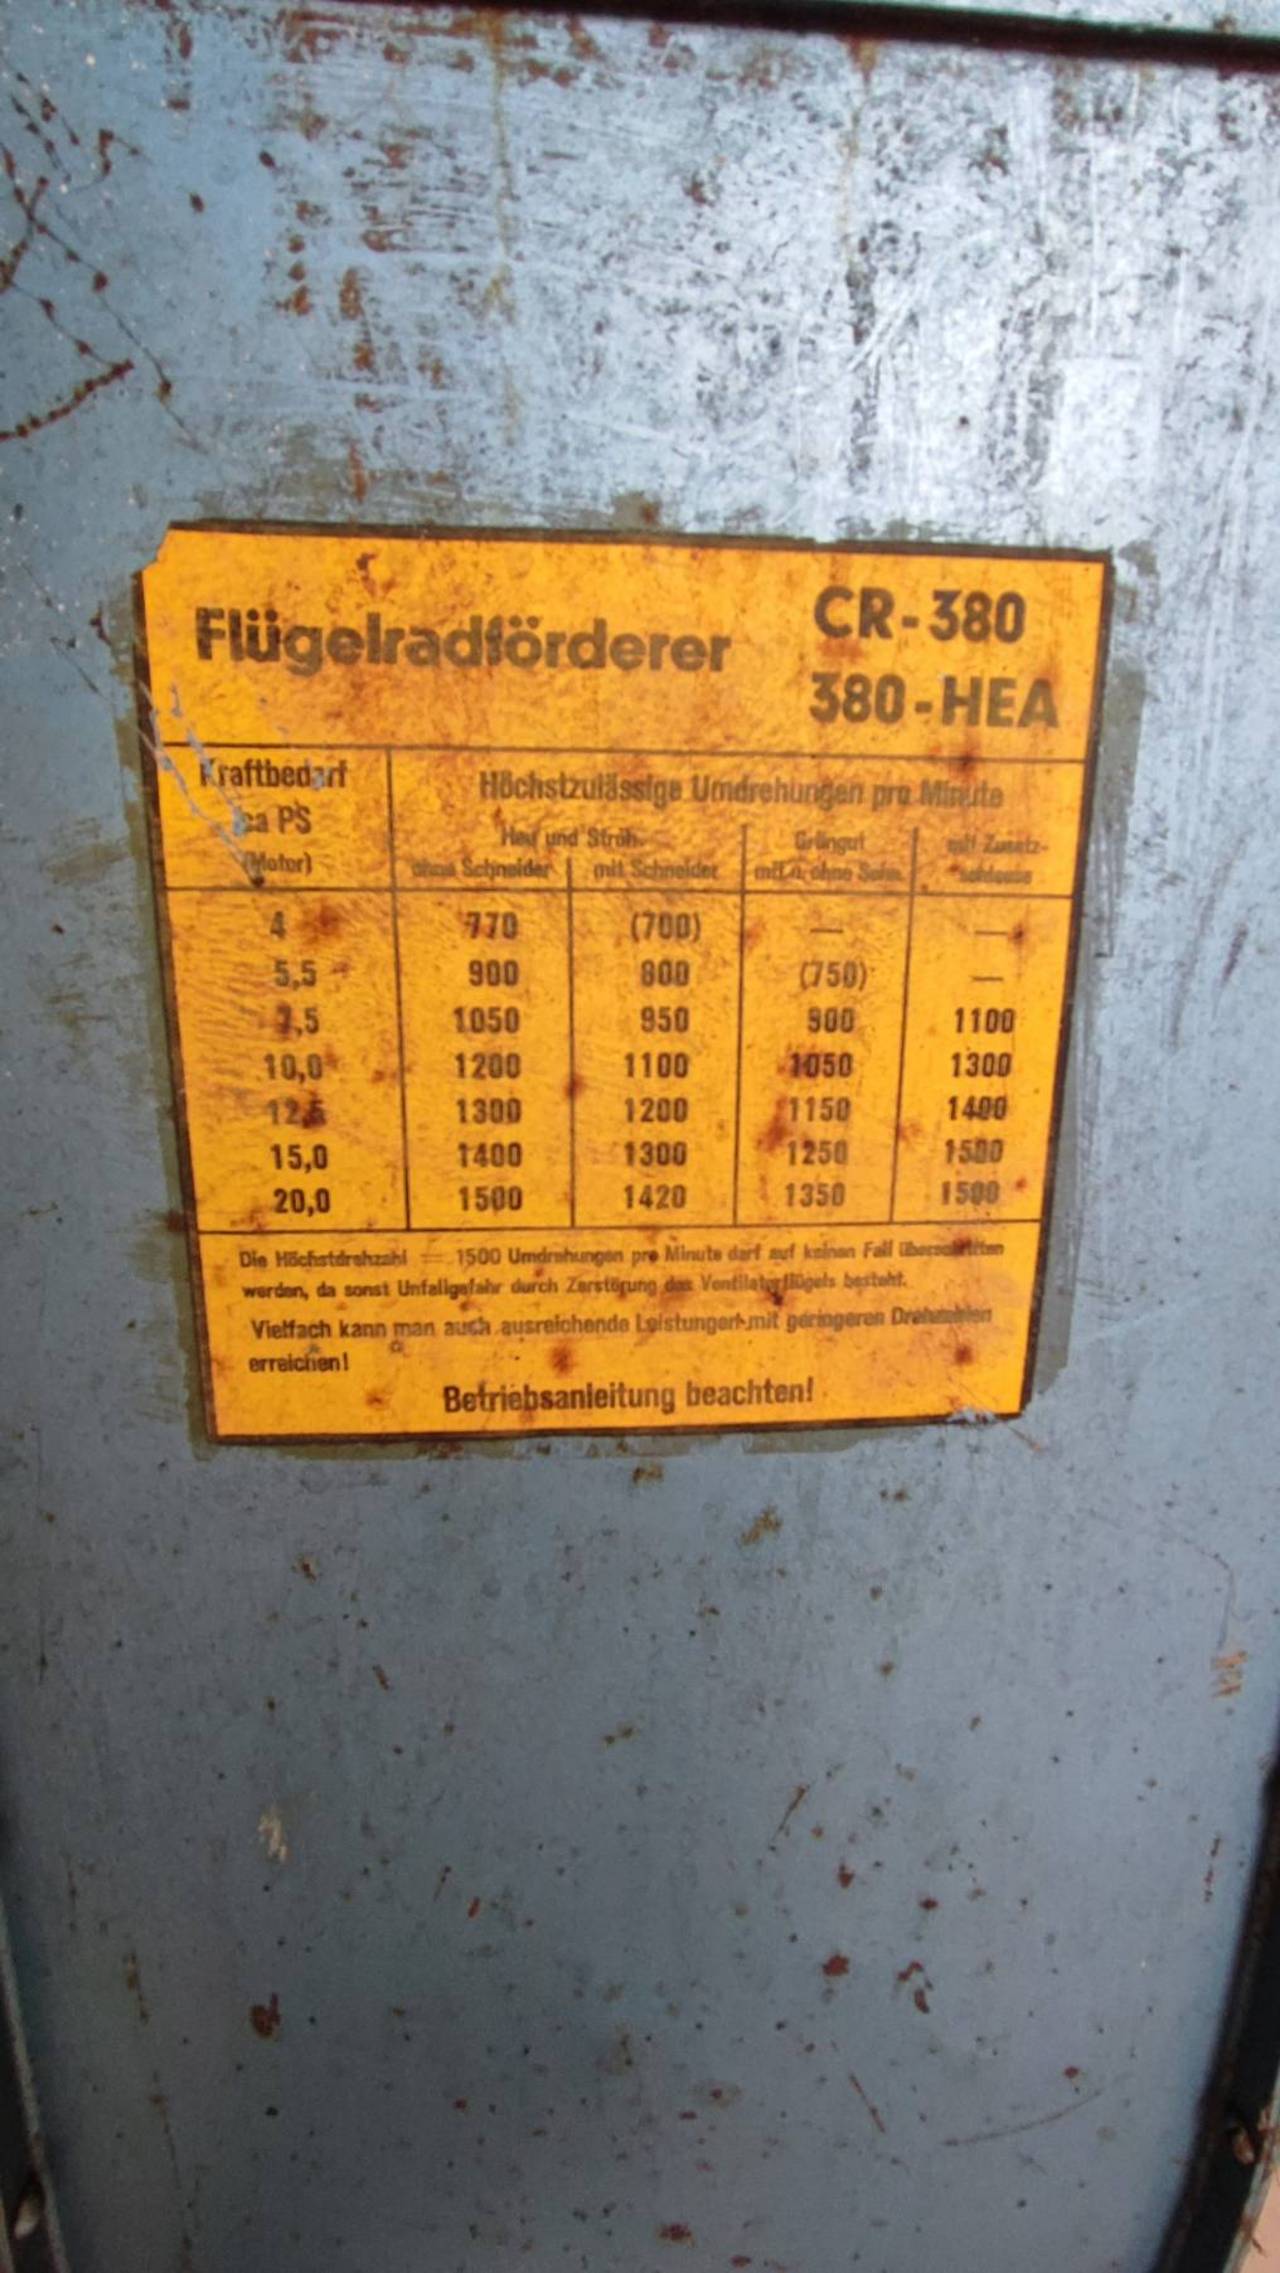 Flügelradförderer CR-380
380-HEA
Kraftbedarf
ca PS
(Motor)
Höchstzulässige Umdrehungen pro Minute
Heu und Stroh
ohne Schneider mit Schneider
Grüngut
mit u. ohne Schn.
mit Zusatz-
schleuse
4 770 (700) — —
5,5 900 800 (750) —
7,5 1050 950 900 1100
10,0 1200 1100 1050 1300
12,5 1300 1200 1150 1400
15,0 1400 1300 1250 1500
20,0 1500 1420 1350 1500
Die Höchstdrehzahl = 1500 Umdrehungen pro Minute darf auf keinen Fall überschritten
werden, da sonst Unfallgefahr durch Zerstörung des Ventilatorflügels besteht.
Vielfach kann man auch ausreichende Leistungen mit geringeren Drehzahlen
erreichen!
Betriebsanleitung beachten!